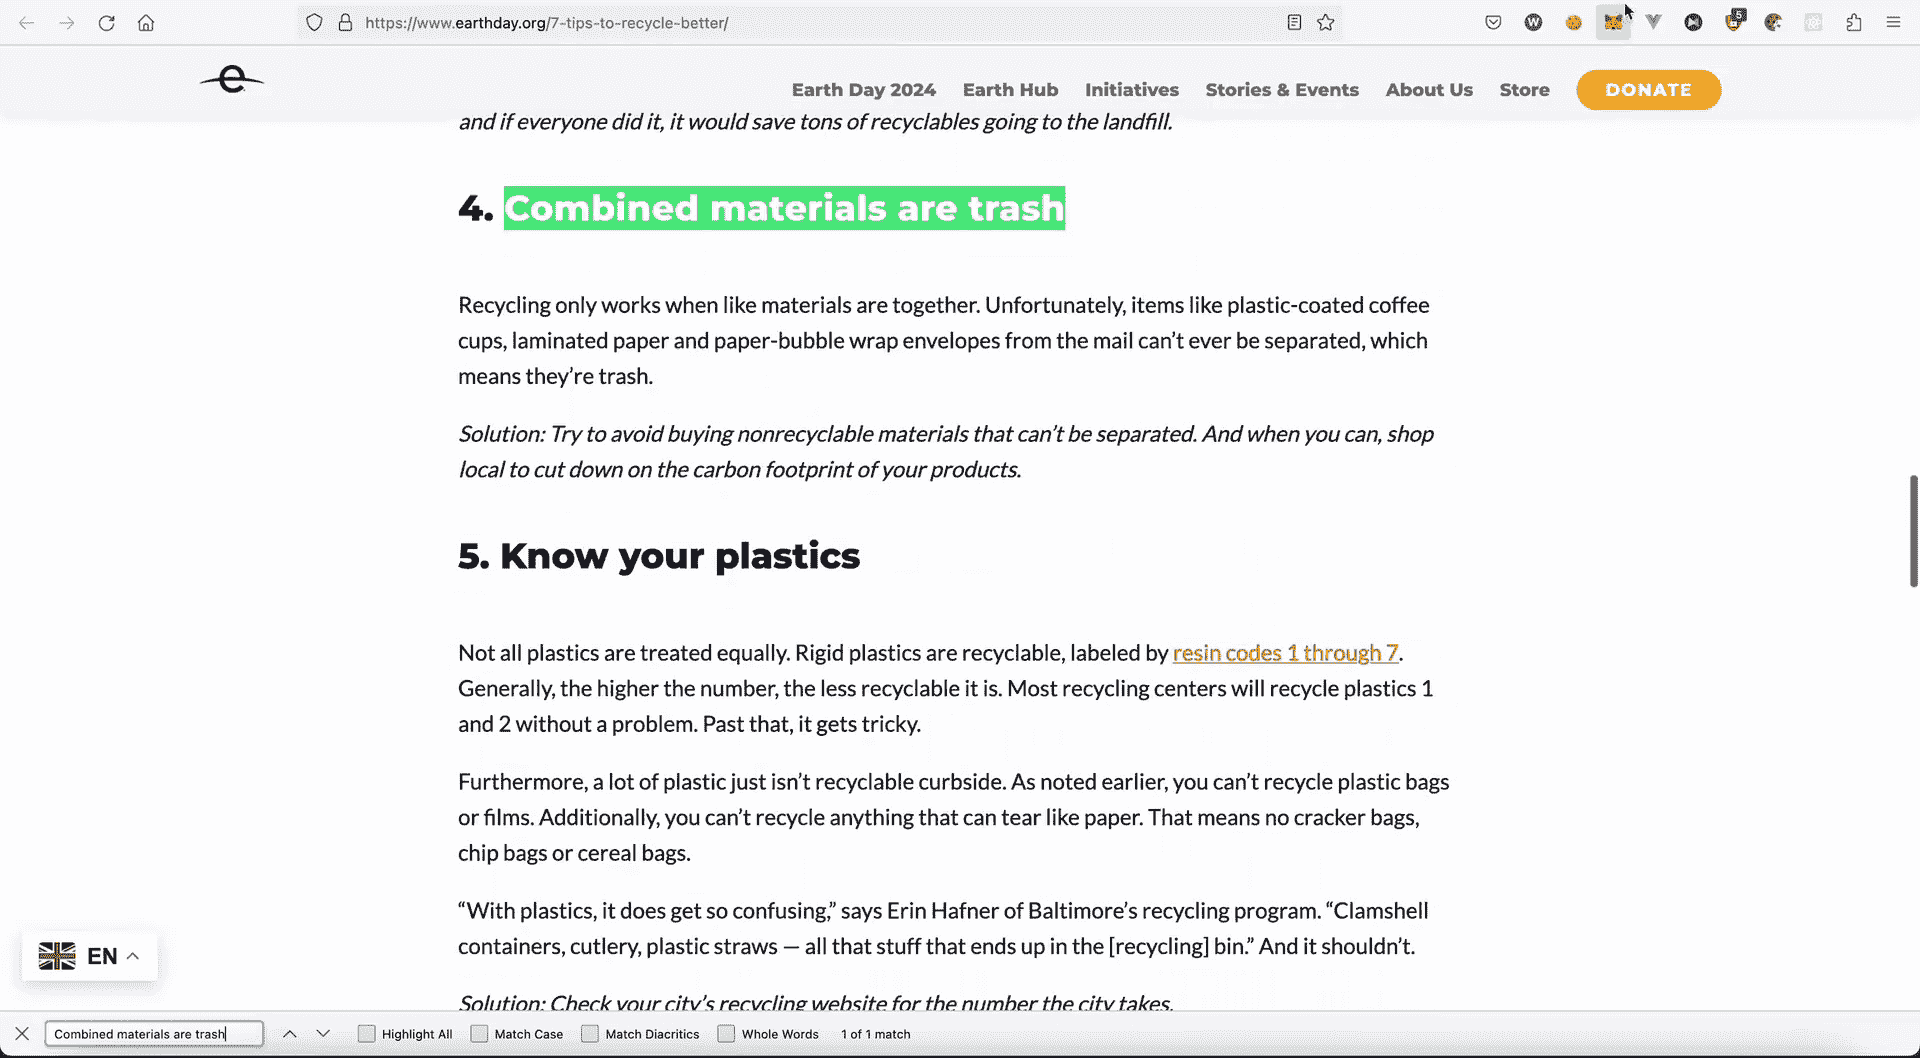 https://www.earthday.org/7-tips-to-recycle-better/
W
5
e
Earth Day 2024 Earth Hub Initiatives Stories & Events About Us Store DONATE
and if everyone did it, it would save tons of recyclables going to the landfill.
4. Combined materials are trash
Recycling only works when like materials are together. Unfortunately, items like plastic-coated coffee
cups, laminated paper and paper-bubble wrap envelopes from the mail can’t ever be separated, which
means they’re trash.
Solution: Try to avoid buying nonrecyclable materials that can’t be separated. And when you can, shop
local to cut down on the carbon footprint of your products.
5. Know your plastics
Not all plastics are treated equally. Rigid plastics are recyclable, labeled by resin codes 1 through 7.
Generally, the higher the number, the less recyclable it is. Most recycling centers will recycle plastics 1
and 2 without a problem. Past that, it gets tricky.
Furthermore, a lot of plastic just isn’t recyclable curbside. As noted earlier, you can’t recycle plastic bags
or films. Additionally, you can’t recycle anything that can tear like paper. That means no cracker bags,
chip bags or cereal bags.
“With plastics, it does get so confusing,” says Erin Hafner of Baltimore’s recycling program. “Clamshell
containers, cutlery, plastic straws — all that stuff that ends up in the [recycling] bin.” And it shouldn’t.
EN
Solution: Check your city’s recycling website for the number the city takes.
Combined materials are trash Highlight All Match Case Match Diacritics Whole Words 1 of 1 match